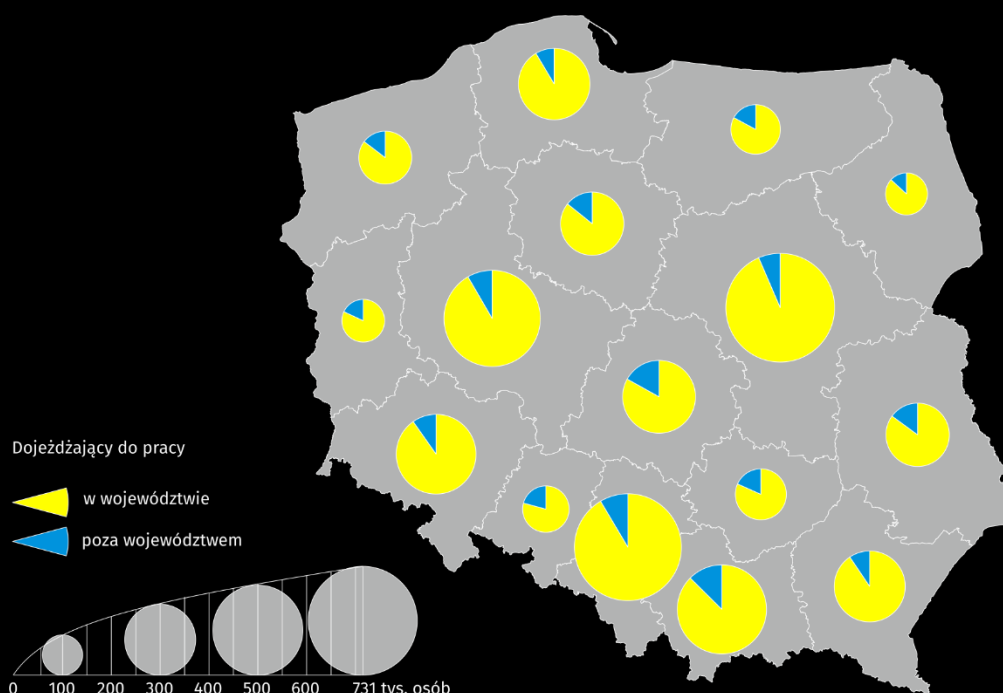 Dojeżdżający do pracy
w województwie
poza województwem
0 100 200 300 400 500 600 731 tys. osób